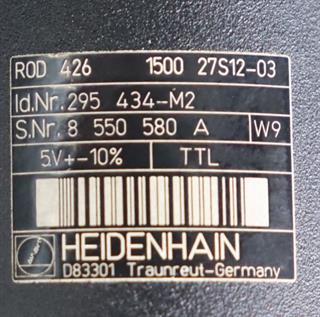 ROD 426 1500 27S12-03
Id.Nr. 295 434-M2
S.Nr. 8 550 580 A W9
5V+-10% TTL
HEIDENHAIN
D83301 Traunreut-Germany